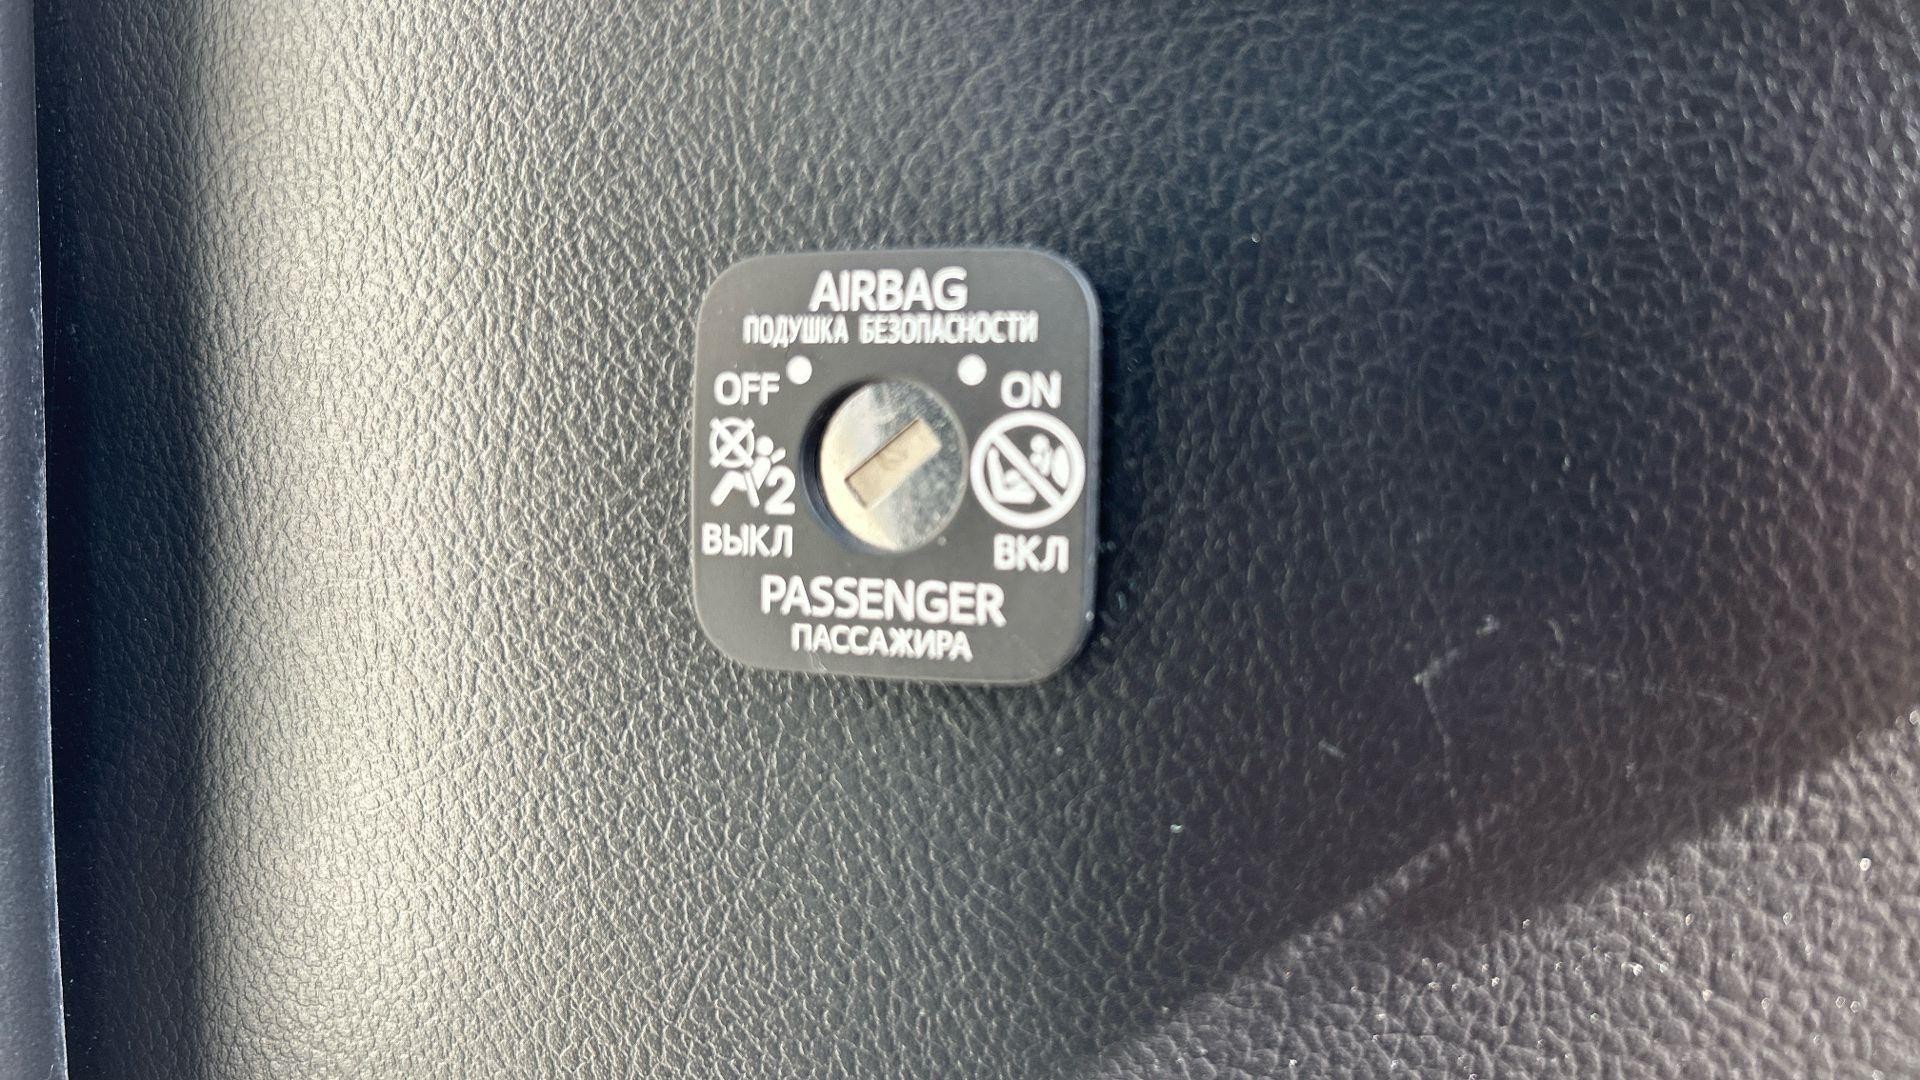 AIRBAG
ПОДУШКА БЕЗОПАСНОСТИ
OFF ON
2
ВЫКЛ ВКЛ
PASSENGER
ПАССАЖИРА